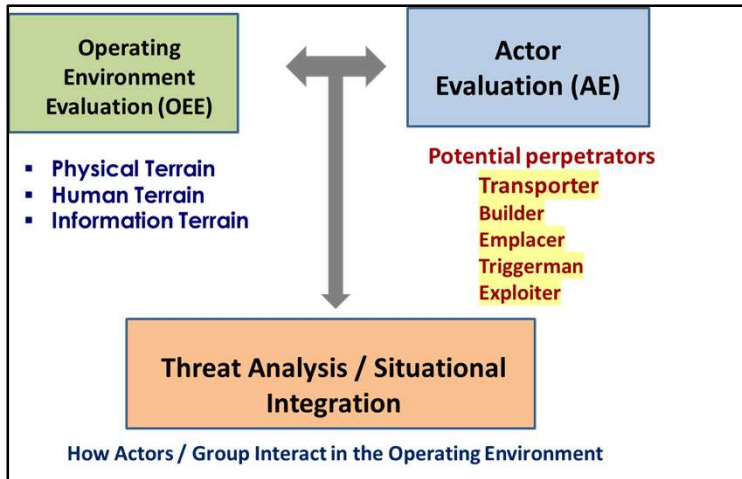 Operating
Environment
Evaluation (OEE)
Actor
Evaluation (AE)
▪ Physical Terrain
▪ Human Terrain
▪ Information Terrain
Potential perpetrators
Transporter
Builder
Emplacer
Triggerman
Exploiter
Threat Analysis / Situational
Integration
How Actors / Group Interact in the Operating Environment